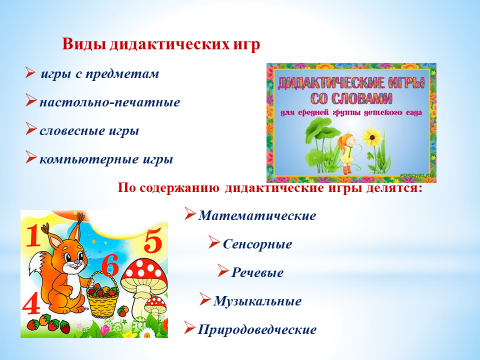 Виды дидактических игр
игры с предметам
настольно-печатные
словесные игры
компьютерные игры
ДИДАКТИЧЕСКИЕ ИГРЫ
СО СЛОВАМИ
для средней группы детского сада
По содержанию дидактические игры делятся:
Математические
Сенсорные
Речевые
Музыкальные
Природоведческие
1
5
6
4